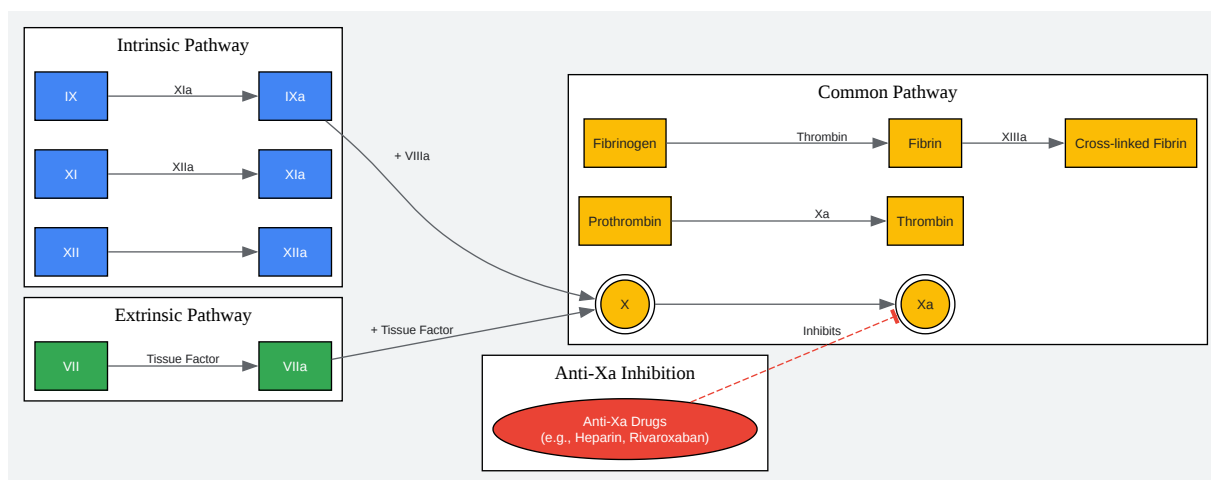 Intrinsic Pathway
IX
XIa
IXa
XI
XIIa
XIa
XII
XIIa
+ VIIIa
Extrinsic Pathway
VII
Tissue Factor
VIIa
+ Tissue Factor
Common Pathway
Fibrinogen
Thrombin
Fibrin
XIIIa
Cross-linked Fibrin
Prothrombin
Xa
Thrombin
X
Xa
Inhibits
Anti-Xa Inhibition
Anti-Xa Drugs
(e.g., Heparin, Rivaroxaban)